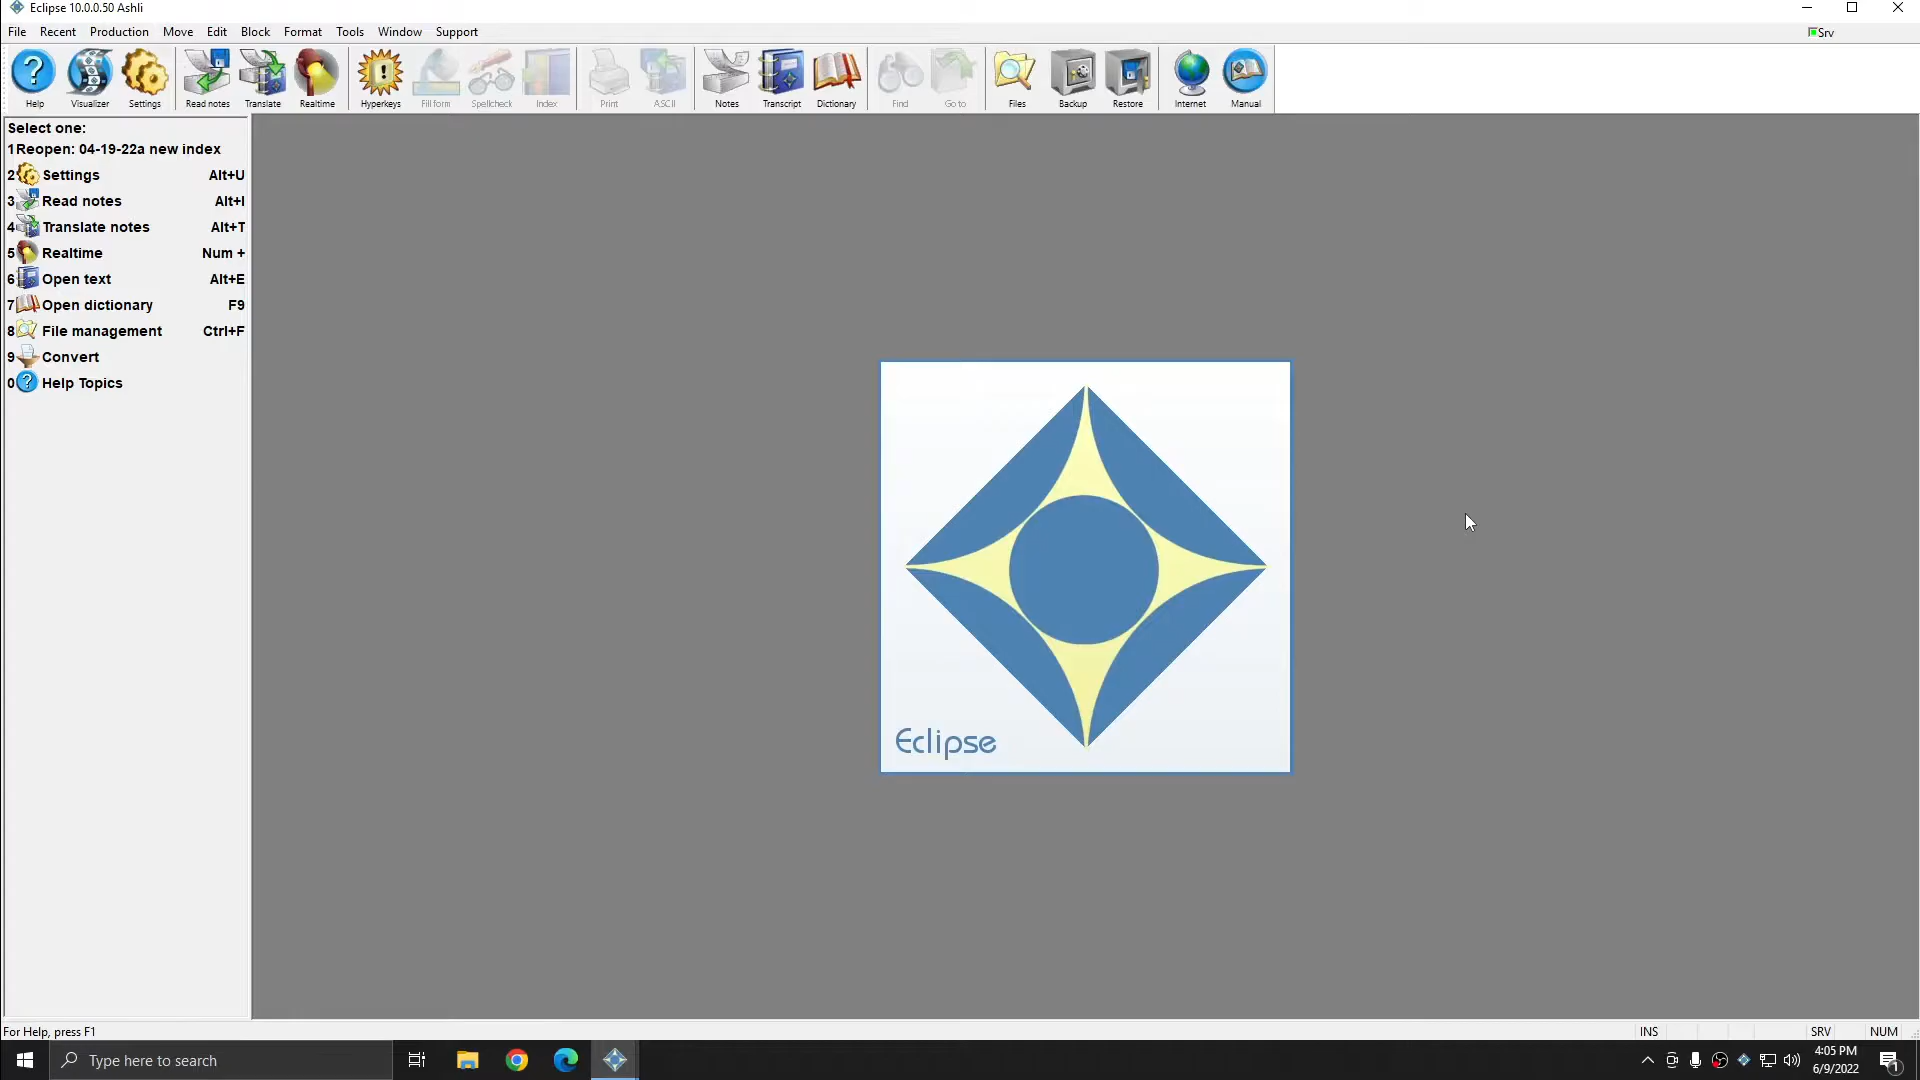 Eclipse 10.0.0.50 Ashli
File Recent Production Move Edit Block Format Tools Window Support
Srv
Help Visualizer Settings Read notes Translate Realtime Hyperkeys Fill form Spellcheck Index Print ASCII Notes Transcript Dictionary Find Go to Files Backup Restore Internet Manual
Select one:
1Reopen: 04-19-22a new index
2 Settings Alt+U
3 Read notes Alt+I
4 Translate notes Alt+T
5 Realtime Num +
6 Open text Alt+E
7 Open dictionary F9
8 File management Ctrl+F
9 Convert
0 Help Topics
Eclipse
For Help, press F1
INS SRV NUM
Type here to search
4:05 PM
6/9/2022
1